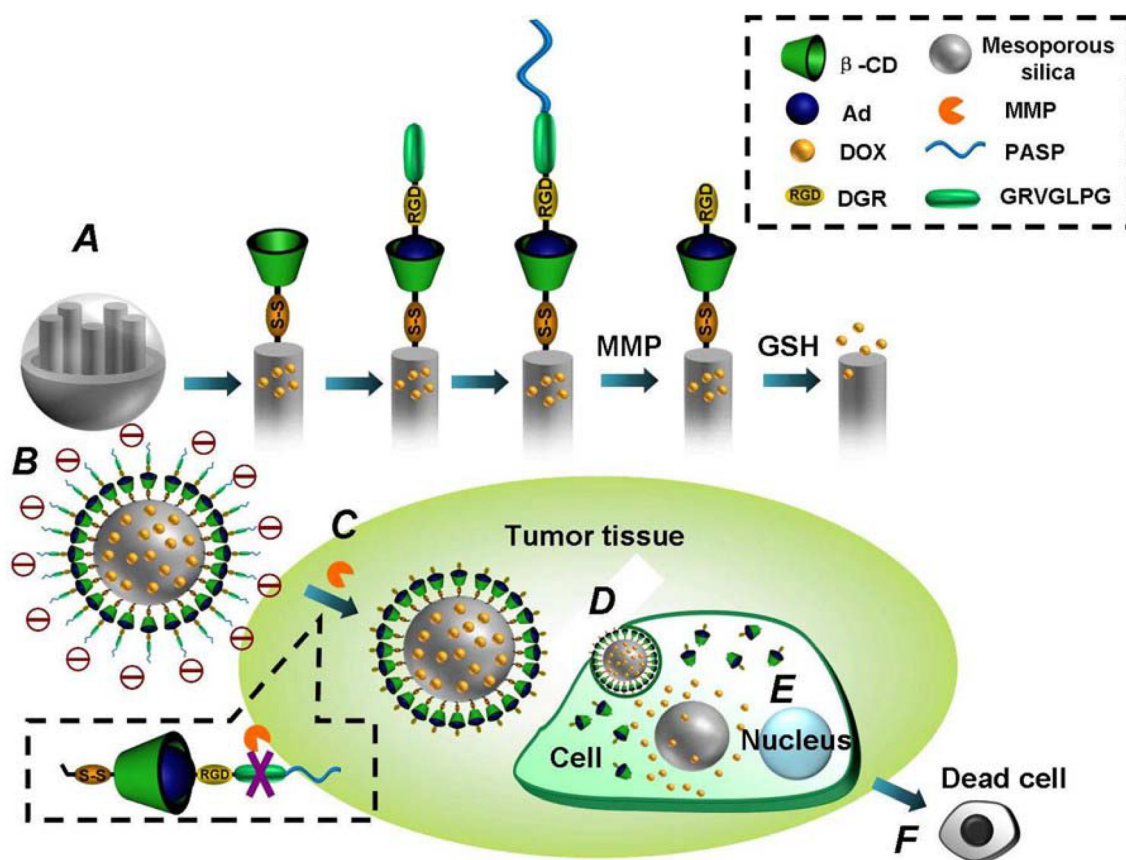 β-CD
Mesoporous
silica
Ad
MMP
DOX
PASP
RGD
DGR
GRVGLPG
A
S-S
RGD
S-S
RGD
S-S
MMP
RGD
S-S
GSH
B
C
Tumor tissue
D
E
Cell
Nucleus
S-S
RGD
Dead cell
F